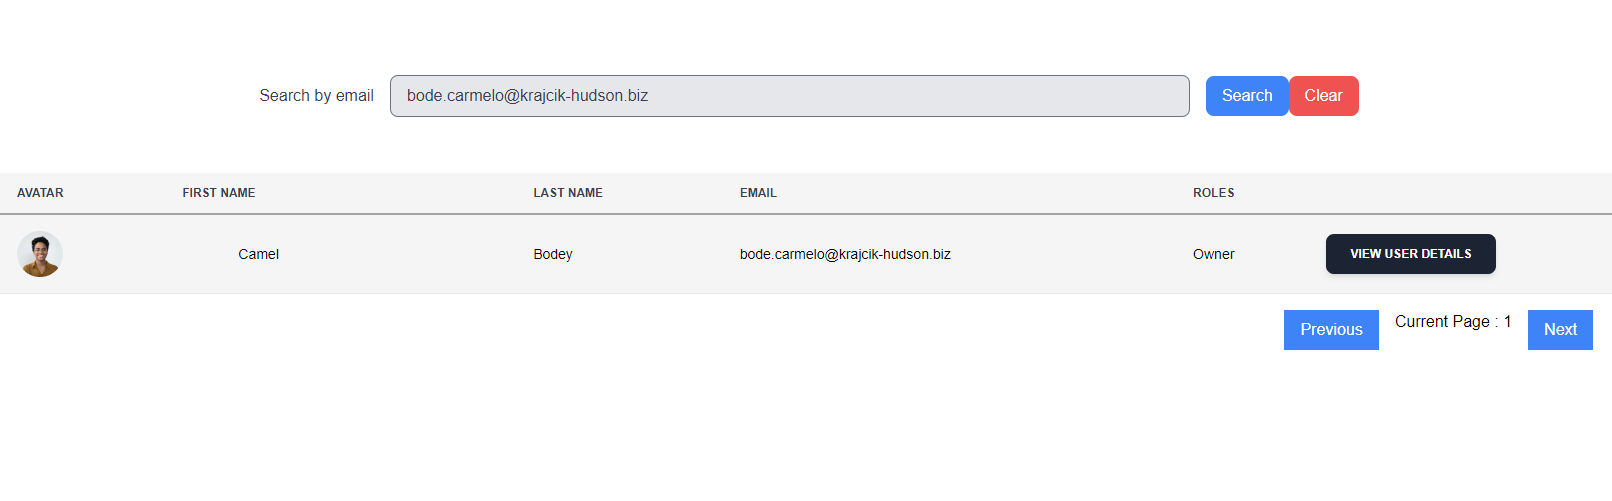 Search by email bode.carmelo@krajcik-hudson.biz Search Clear
AVATAR FIRST NAME LAST NAME EMAIL ROLES
Camel Bodey bode.carmelo@krajcik-hudson.biz Owner VIEW USER DETAILS
Previous Current Page : 1 Next